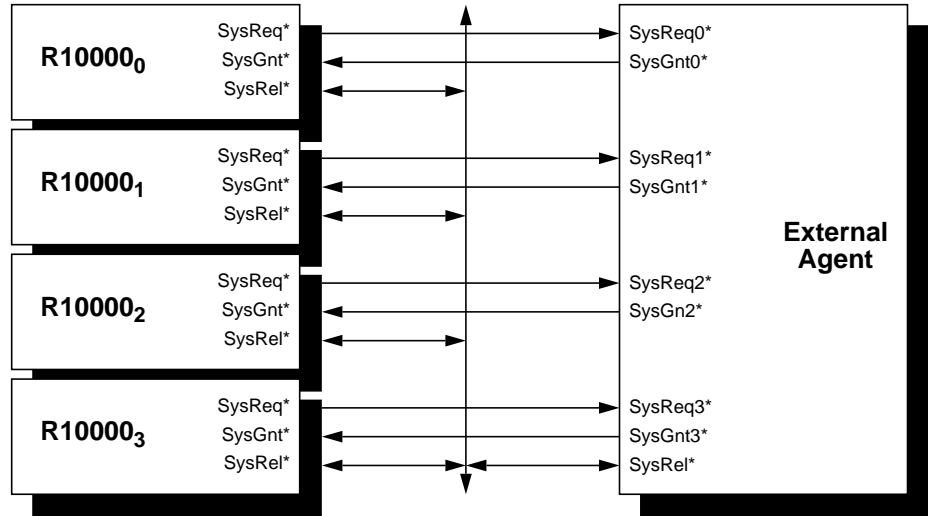 SysReq*
R100000
SysGnt*
SysRel*
SysReq*
R100001
SysGnt*
SysRel*
SysReq*
R100002
SysGnt*
SysRel*
SysReq*
R100003
SysGnt*
SysRel*
SysReq0*
SysGnt0*
SysReq1*
SysGnt1*
External
Agent
SysReq2*
SysGn2*
SysReq3*
SysGnt3*
SysRel*